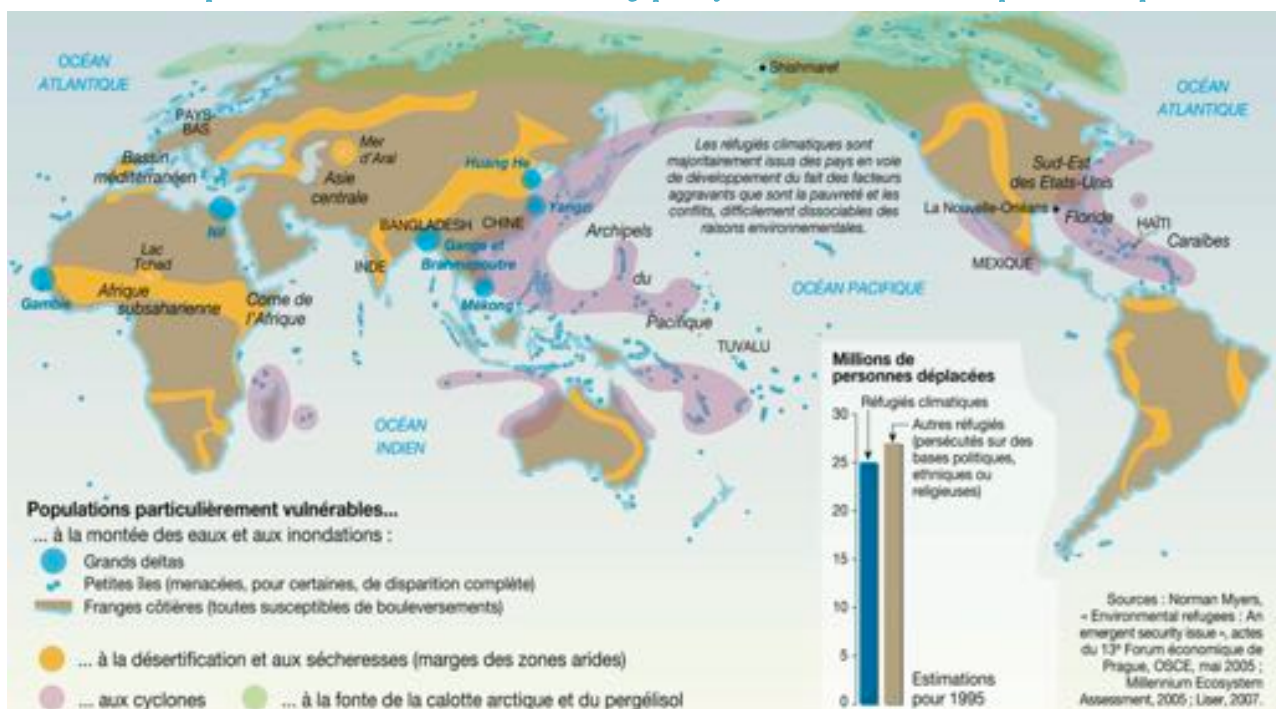 OCÉAN
ATLANTIQUE
PAYS-
BAS
Bassin
méditerranéen
Mer
d'Aral
Asie
centrale
Huang He
Yangzi
Nil
BANGLADESH
CHINE
Gange et
Brahmapoutre
INDE
Mékong
Lac
Tchad
Gambie
Afrique
subsaharienne
Corne de
l'Afrique
Shishmaref
Les réfugiés climatiques sont
majoritairement issus des pays en voie
de développement du fait des facteurs
aggravants que sont la pauvreté et les
conflits, difficilement dissociables des
raisons environnementales.
Archipels
du
Pacifique
TUVALU
OCÉAN PACIFIQUE
OCÉAN
INDIEN
OCÉAN
ATLANTIQUE
Sud-Est
des Etats-Unis
La Nouvelle-Orléans
Floride
HAÏTI
Caraïbes
MEXIQUE
Millions de
personnes déplacées
Réfugiés climatiques
Autres réfugiés
(persécutés sur des
bases politiques,
ethniques ou
religieuses)
30
25
20
15
10
5
0
Estimations
pour 1995
Populations particulièrement vulnérables...
... à la montée des eaux et aux inondations :
Grands deltas
Petites îles (menacées, pour certaines, de disparition complète)
Franges côtières (toutes susceptibles de bouleversements)
... à la désertification et aux sécheresses (marges des zones arides)
... aux cyclones
... à la fonte de la calotte arctique et du pergélisol
Sources : Norman Myers,
« Environmental refugees : An
emergent security issue », actes
du 13e Forum économique de
Prague, OSCE, mai 2005 ;
Millennium Ecosystem
Assessment, 2005 ; Liser, 2007.